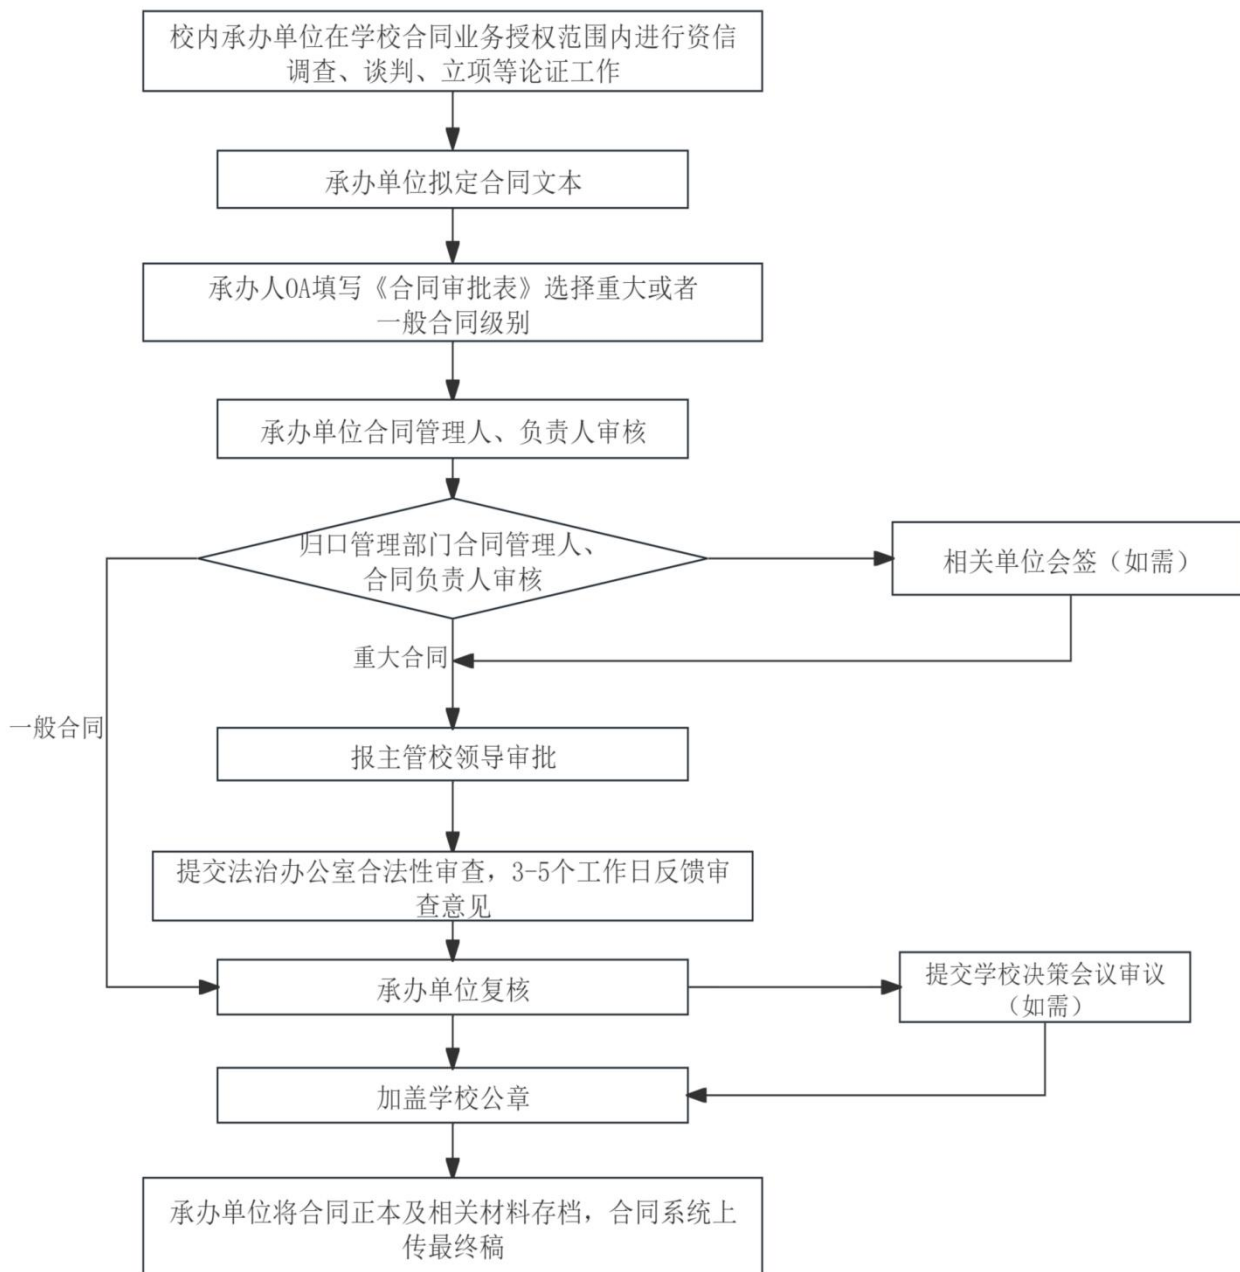 校内承办单位在学校合同业务授权范围内进行资信
调查、谈判、立项等论证工作
承办单位拟定合同文本
承办人OA填写《合同审批表》选择重大或者
一般合同级别
承办单位合同管理人、负责人审核
归口管理部门合同管理人、
合同负责人审核
相关单位会签（如需）
重大合同
一般合同
报主管校领导审批
提交法治办公室合法性审查，3-5个工作日反馈审
查意见
承办单位复核
提交学校决策会议审议
（如需）
加盖学校公章
承办单位将合同正本及相关材料存档，合同系统上
传最终稿